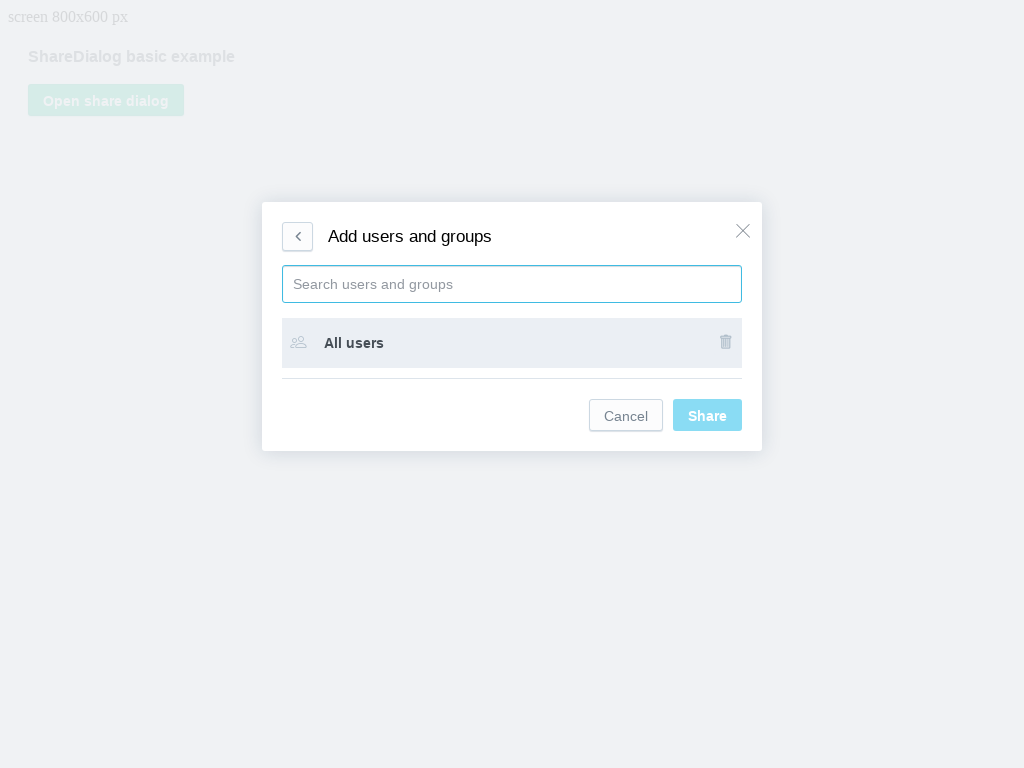 screen 800x600 px
ShareDialog basic example
Open share dialog
Add users and groups
Search users and groups
All users
Cancel
Share